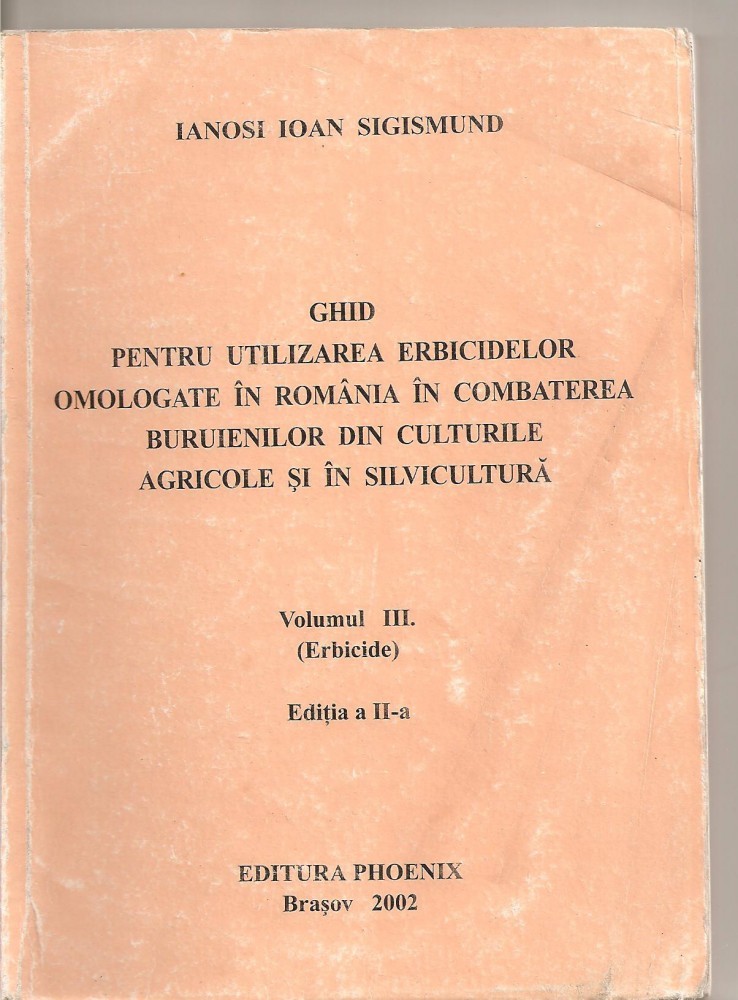 IANOSI IOAN SIGISMUND
GHID
PENTRU UTILIZAREA ERBICIDELOR
OMOLOGATE ÎN ROMÂNIA ÎN COMBATEREA
BURUIENILOR DIN CULTURILE
AGRICOLE ȘI ÎN SILVICULTURĂ
Volumul III.
(Erbicide)
Ediția a II-a
EDITURA PHOENIX
Brașov 2002